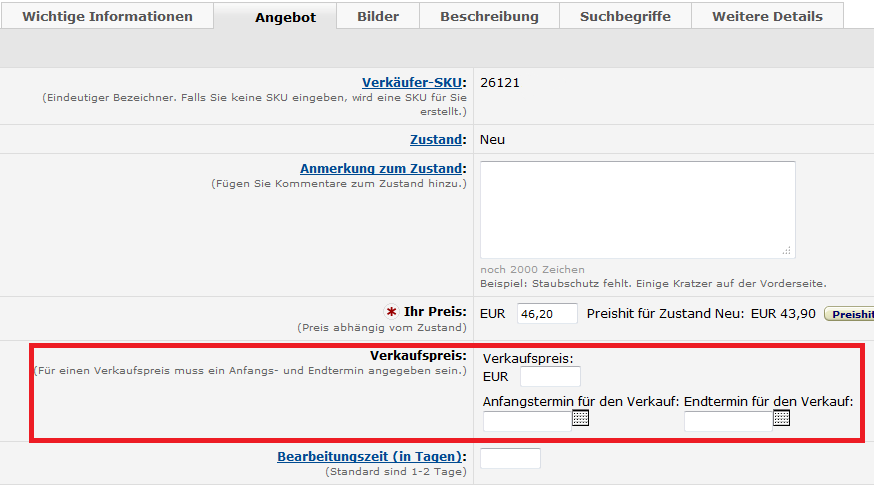 Wichtige Informationen Angebot Bilder Beschreibung Suchbegriffe Weitere Details
Verkäufer-SKU: 26121
(Eindeutiger Bezeichner. Falls Sie keine SKU eingeben, wird eine SKU für Sie
erstellt.)
Zustand: Neu
Anmerkung zum Zustand:
(Fügen Sie Kommentare zum Zustand hinzu.)
noch 2000 Zeichen
Beispiel: Staubschutz fehlt. Einige Kratzer auf der Vorderseite.
* Ihr Preis: EUR 46,20 Preishit für Zustand Neu: EUR 43,90 Preishit
(Preis abhängig vom Zustand)
Verkaufspreis:
(Für einen Verkaufspreis muss ein Anfangs- und Endtermin angegeben sein.)
Verkaufspreis:
EUR
Anfangstermin für den Verkauf: Endtermin für den Verkauf:
Bearbeitungszeit (in Tagen):
(Standard sind 1-2 Tage)